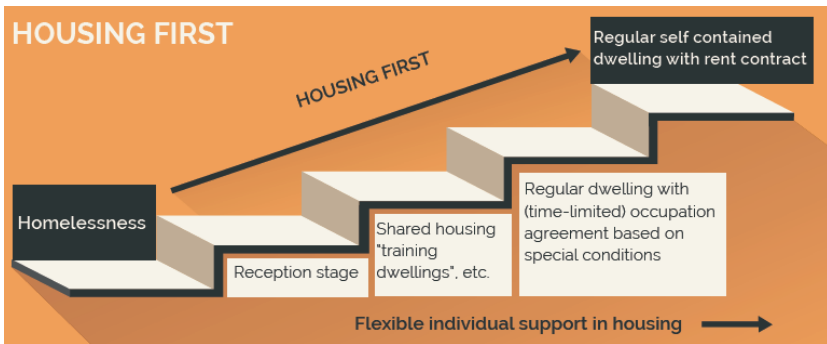 HOUSING FIRST
HOUSING FIRST
Regular self contained
dwelling with rent contract
Homelessness
Reception stage
Shared housing
"training
dwellings", etc.
Regular dwelling with
(time-limited) occupation
agreement based on
special conditions
Flexible individual support in housing